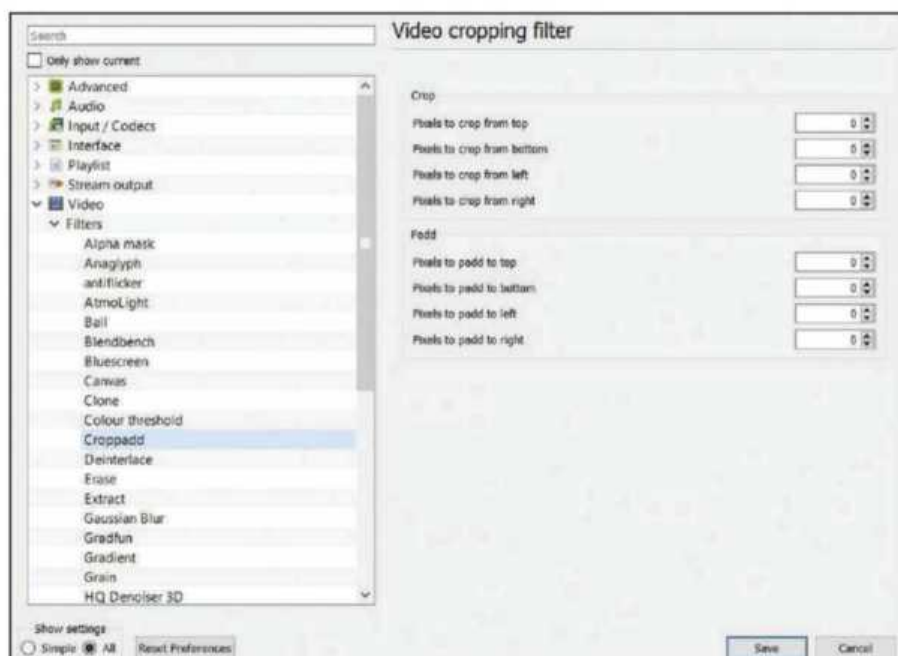 Search
Video cropping filter
Only show current
Advanced
Audio
Input / Codecs
Interface
Playlist
Stream output
Video
Filters
Alpha mask
Anaglyph
antiflicker
AtmoLight
Ball
Blendbench
Bluescreen
Canvas
Clone
Colour threshold
Croppadd
Deinterlace
Erase
Extract
Gaussian Blur
Gradfun
Gradient
Grain
HQ Denoiser 3D
Crop
Pixels to crop from top 0
Pixels to crop from bottom 0
Pixels to crop from left 0
Pixels to crop from right 0
Padd
Pixels to padd to top 0
Pixels to padd to bottom 0
Pixels to padd to left 0
Pixels to padd to right 0
Show settings
Simple All Reset Preferences Save Cancel